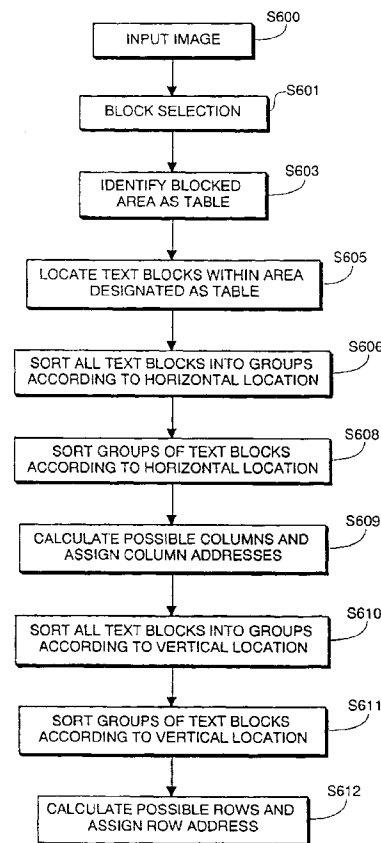 S600
INPUT IMAGE
S601
BLOCK SELECTION
S603
IDENTIFY BLOCKED
AREA AS TABLE
S605
LOCATE TEXT BLOCKS WITHIN AREA
DESIGNATED AS TABLE
S606
SORT ALL TEXT BLOCKS INTO GROUPS
ACCORDING TO HORIZONTAL LOCATION
S608
SORT GROUPS OF TEXT BLOCKS
ACCORDING TO HORIZONTAL LOCATION
S609
CALCULATE POSSIBLE COLUMNS AND
ASSIGN COLUMN ADDRESSES
S610
SORT ALL TEXT BLOCKS INTO GROUPS
ACCORDING TO VERTICAL LOCATION
S611
SORT GROUPS OF TEXT BLOCKS
ACCORDING TO VERTICAL LOCATION
S612
CALCULATE POSSIBLE ROWS AND
ASSIGN ROW ADDRESS